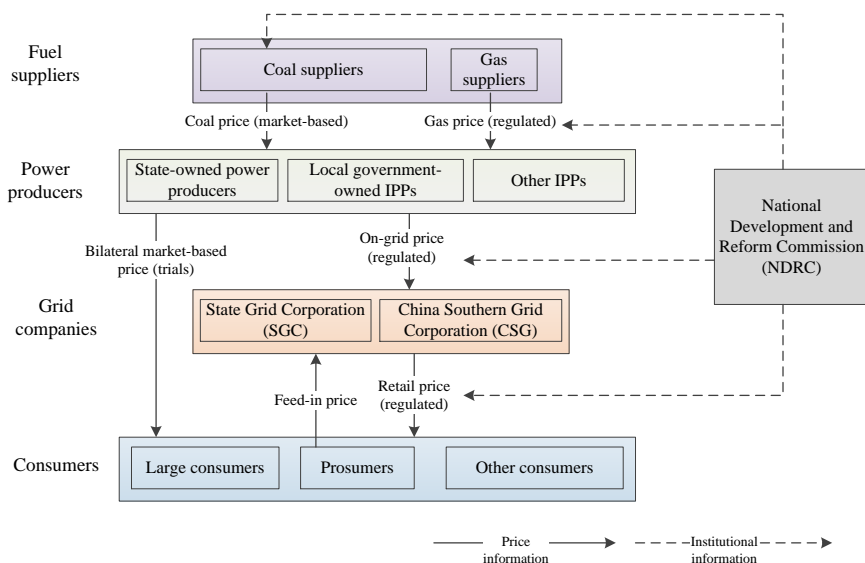 Fuel
suppliers
Coal suppliers
Gas
suppliers
Coal price (market-based)
Gas price (regulated)
Power
producers
State-owned power
producers
Local government-
owned IPPs
Other IPPs
National
Development and
Reform Commission
(NDRC)
Bilateral market-based
price (trials)
On-grid price
(regulated)
Grid
companies
State Grid Corporation
(SGC)
China Southern Grid
Corporation (CSG)
Feed-in price
Retail price
(regulated)
Consumers
Large consumers
Prosumers
Other consumers
Price
information
Institutional
information